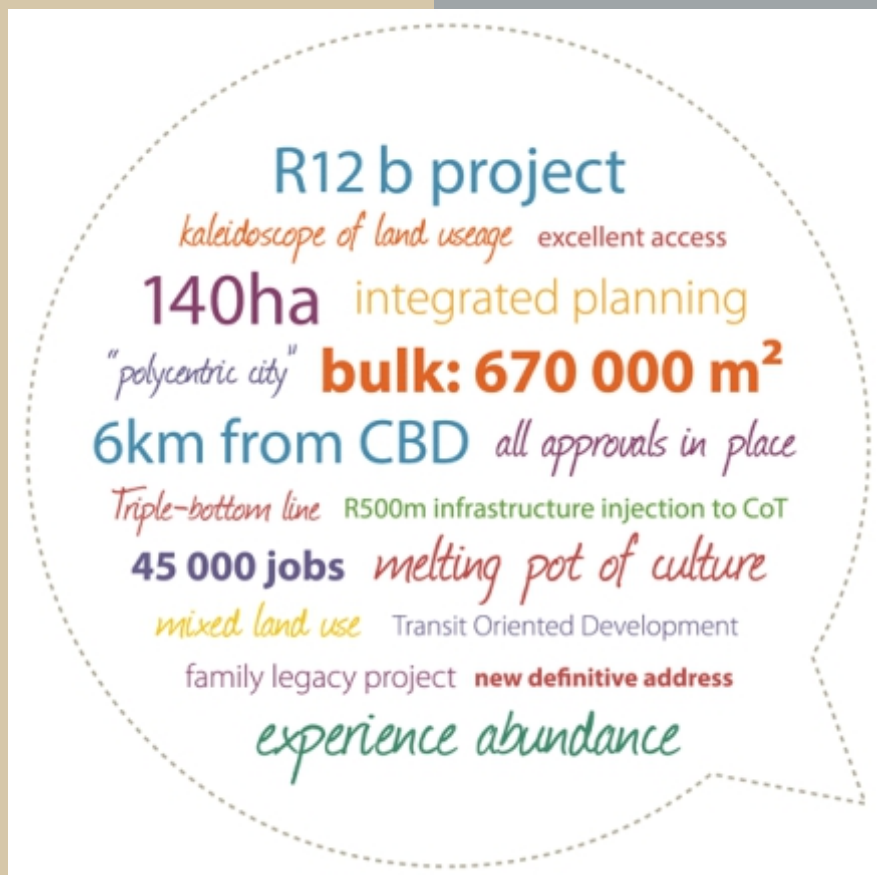 R12 b project
kaleidoscope of land useage excellent access
140ha integrated planning
"polycentric city" bulk: 670 000 m²
6km from CBD all approvals in place
Triple-bottom line R500m infrastructure injection to CoT
45 000 jobs melting pot of culture
mixed land use Transit Oriented Development
family legacy project new definitive address
experience abundance